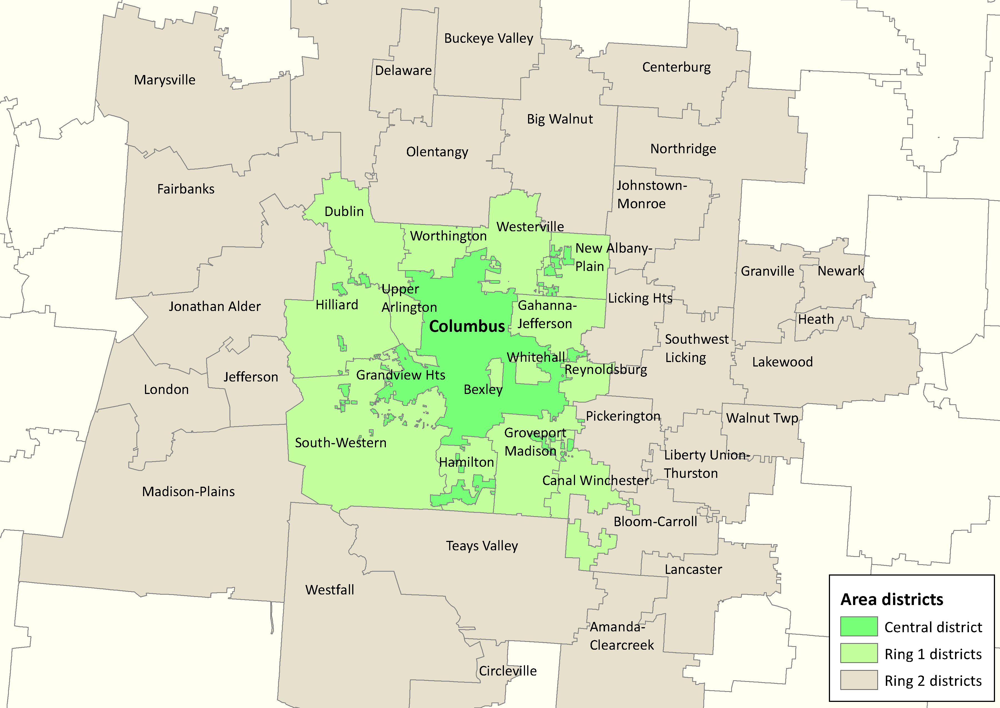 Buckeye Valley
Centerburg
Delaware
Marysville
Big Walnut
Northridge
Olentangy
Johnstown-
Monroe
Fairbanks
Dublin
Westerville
Worthington
New Albany-
Plain
Granville
Newark
Upper
Arlington
Licking Hts
Hilliard
Gahanna-
Jefferson
Jonathan Alder
Heath
Columbus
Southwest
Licking
Whitehall
Lakewood
Reynoldsburg
Grandview Hts
Jefferson
London
Bexley
Pickerington
Walnut Twp
Groveport
Madison
South-Western
Liberty Union-
Thurston
Hamilton
Canal Winchester
Madison-Plains
Bloom-Carroll
Teays Valley
Lancaster
Westfall
Amanda-
Clearcreek
Circleville
Area districts
Central district
Ring 1 districts
Ring 2 districts